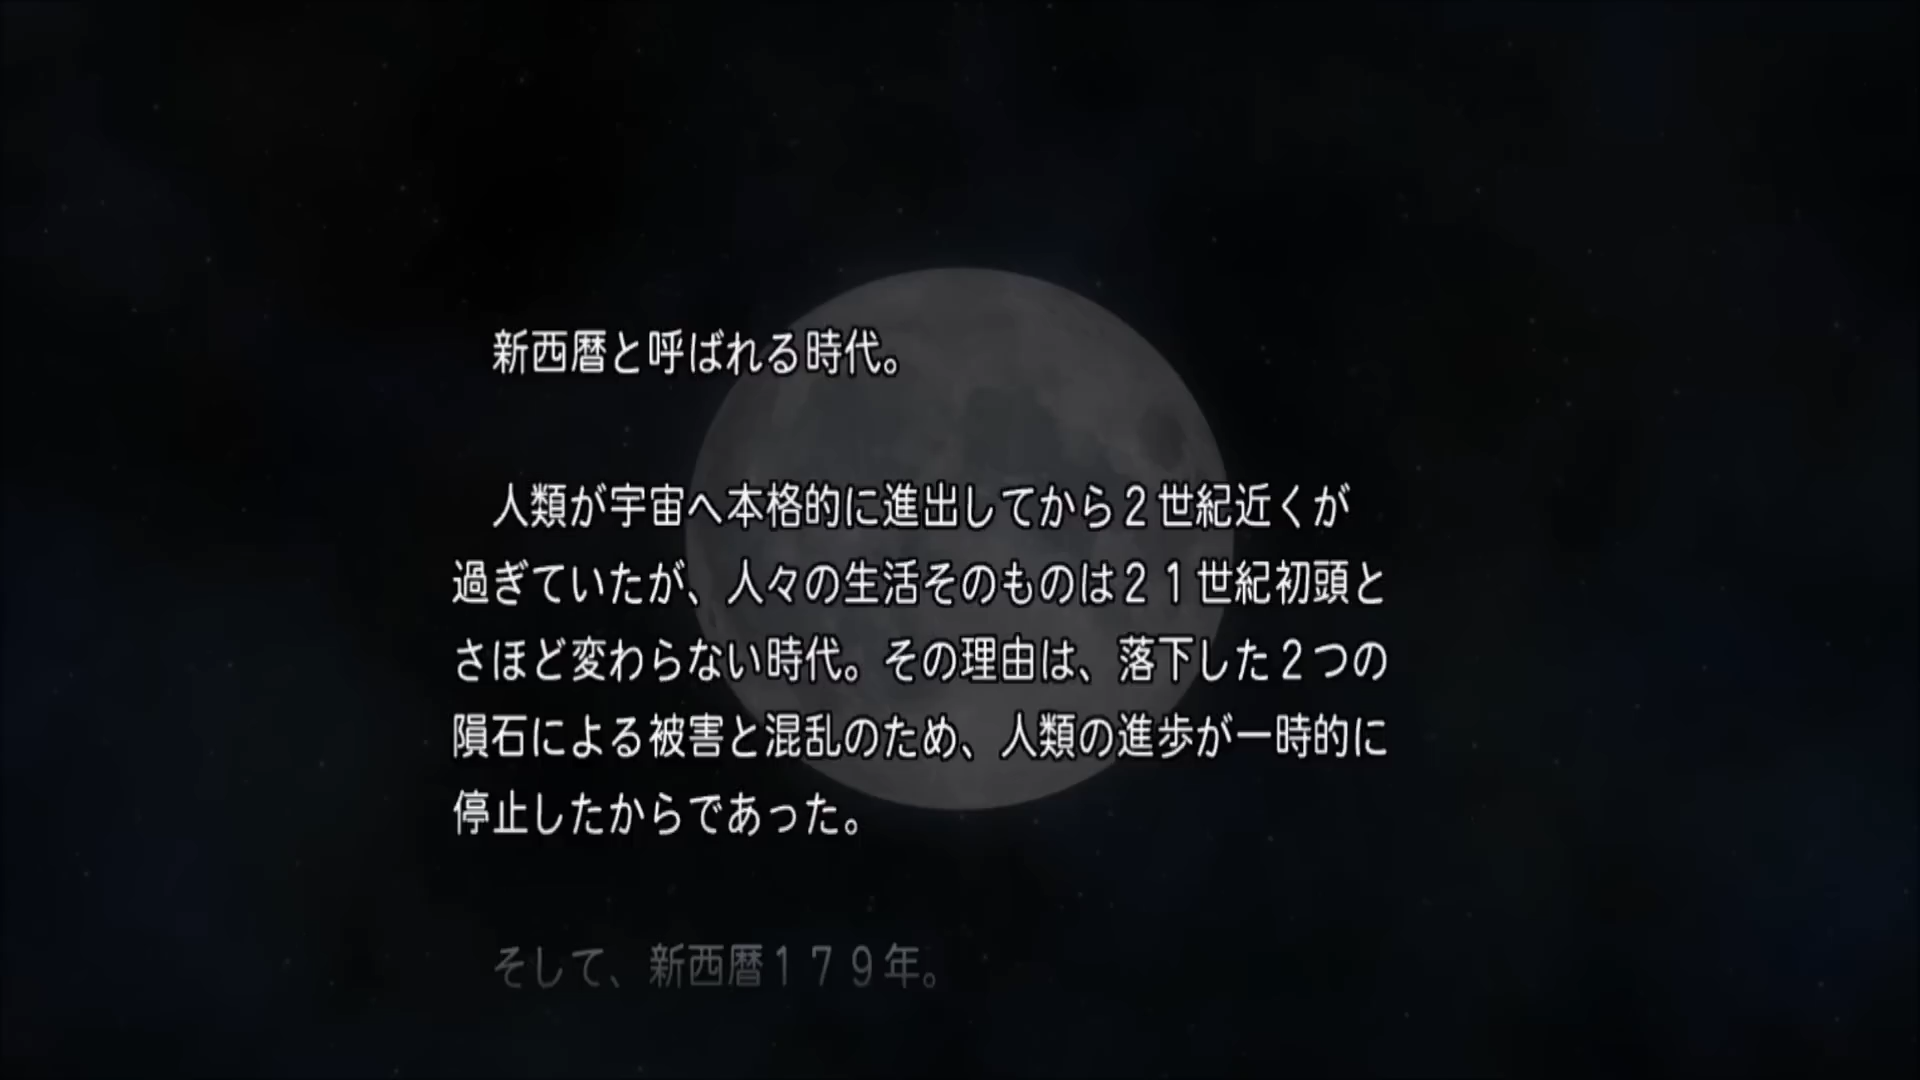 新西暦と呼ばれる時代。
人類が宇宙へ本格的に進出してから２世紀近くが
過ぎていたが、人々の生活そのものは２１世紀初頭と
さほど変わらない時代。その理由は、落下した２つの
隕石による被害と混乱のため、人類の進歩が一時的に
停止したからであった。
そして、新西暦１７９年。